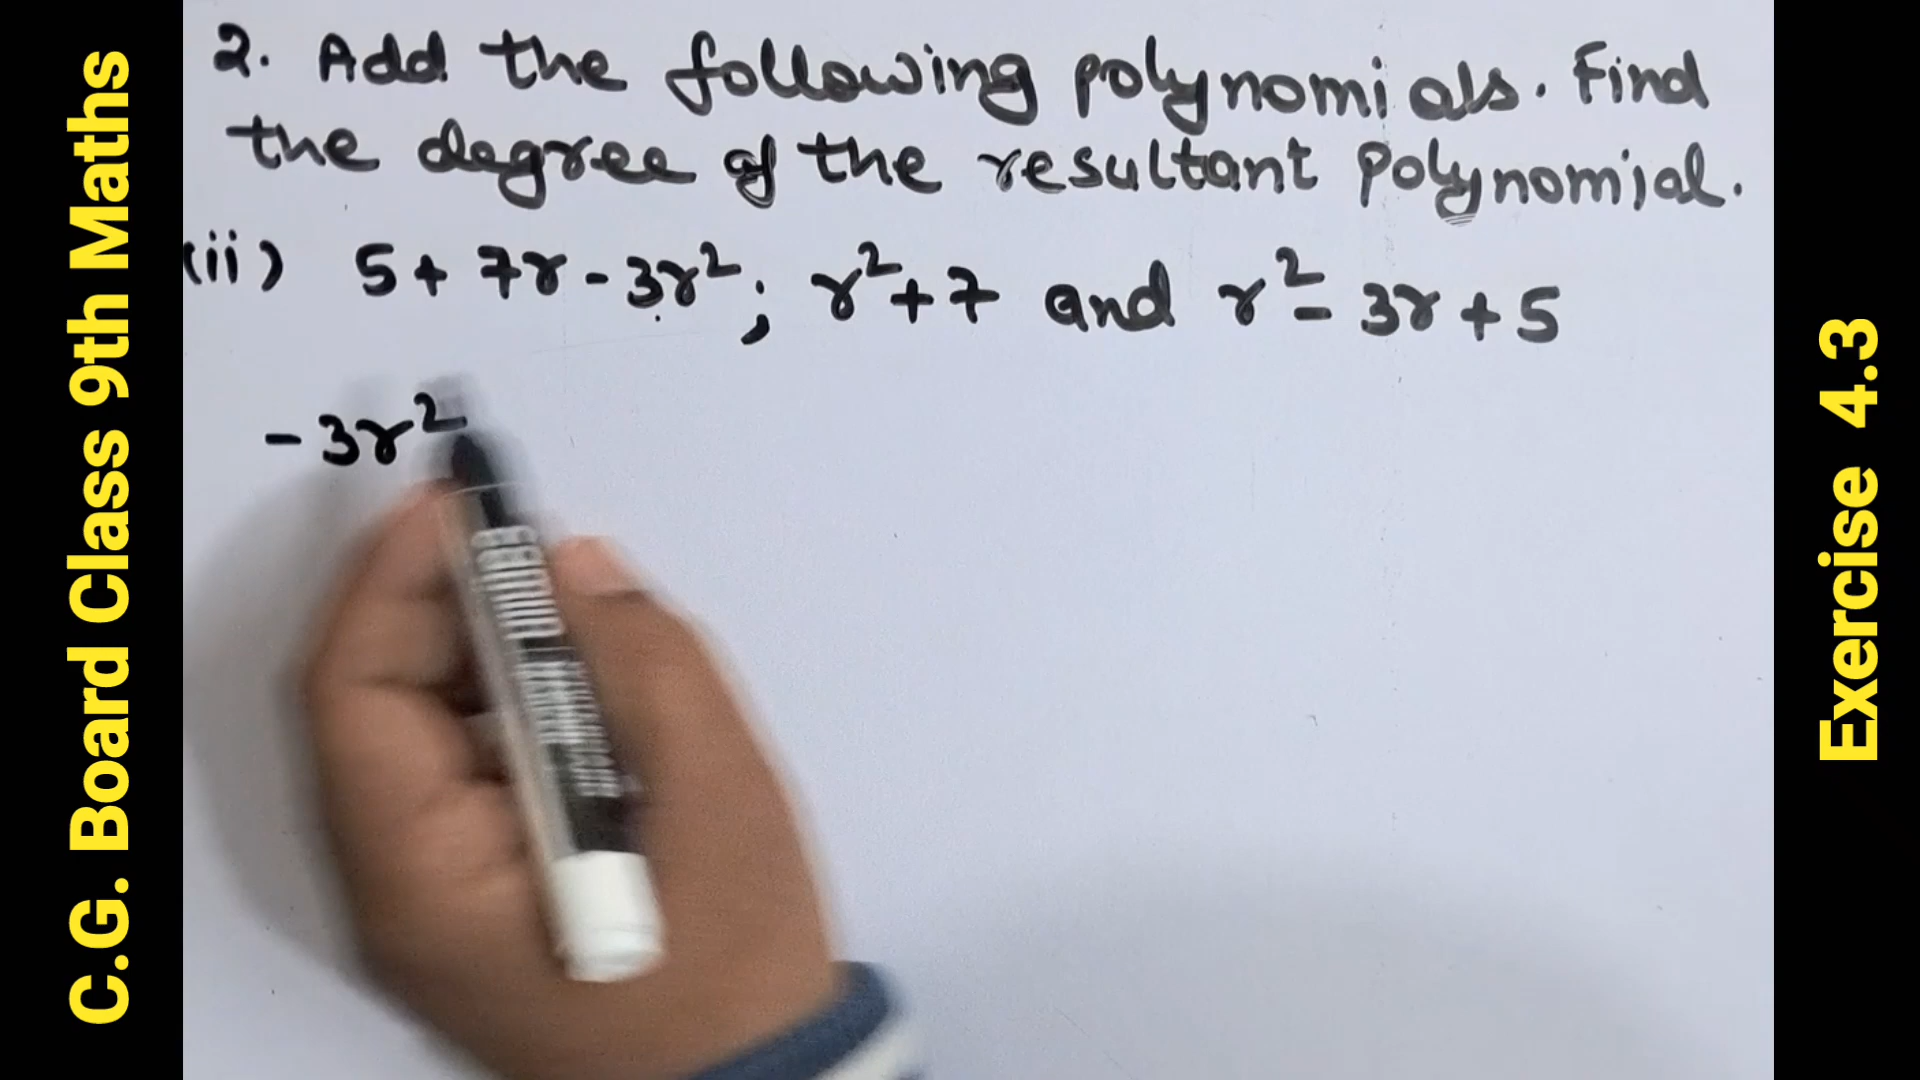 C.G. Board Class 9th Maths
2. Add the following polynomials. Find
the degree of the resultant polynomial.
(ii) 5 + 7r - 3r²; r² + 7 and r² - 3r + 5
- 3r²
Exercise 4.3